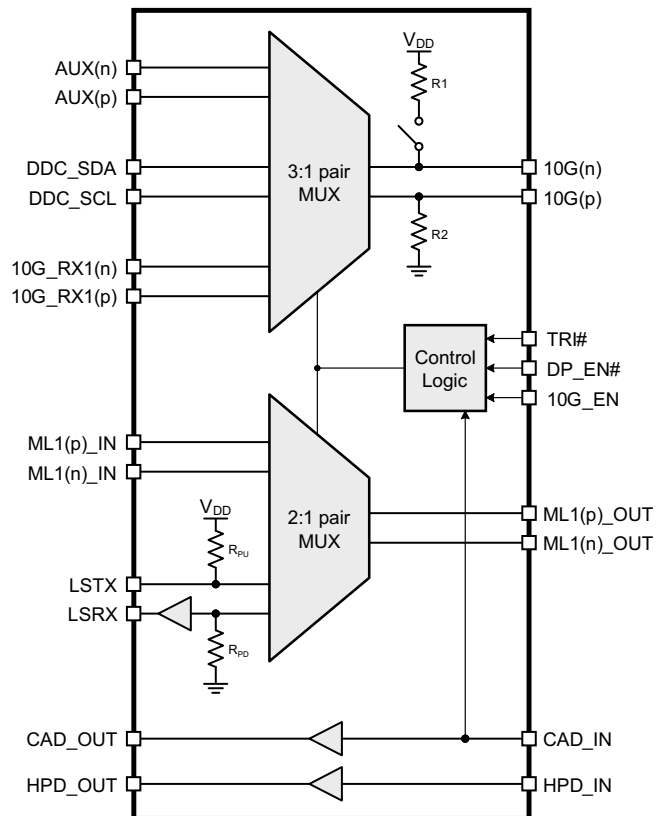 V_DD
R1
AUX(n)
AUX(p)
DDC_SDA
DDC_SCL
10G_RX1(n)
10G_RX1(p)
3:1 pair
MUX
10G(n)
10G(p)
R2
Control
Logic
TRI#
DP_EN#
10G_EN
ML1(p)_IN
ML1(n)_IN
V_DD
R_PU
LSTX
LSRX
R_PD
2:1 pair
MUX
ML1(p)_OUT
ML1(n)_OUT
CAD_OUT
CAD_IN
HPD_OUT
HPD_IN